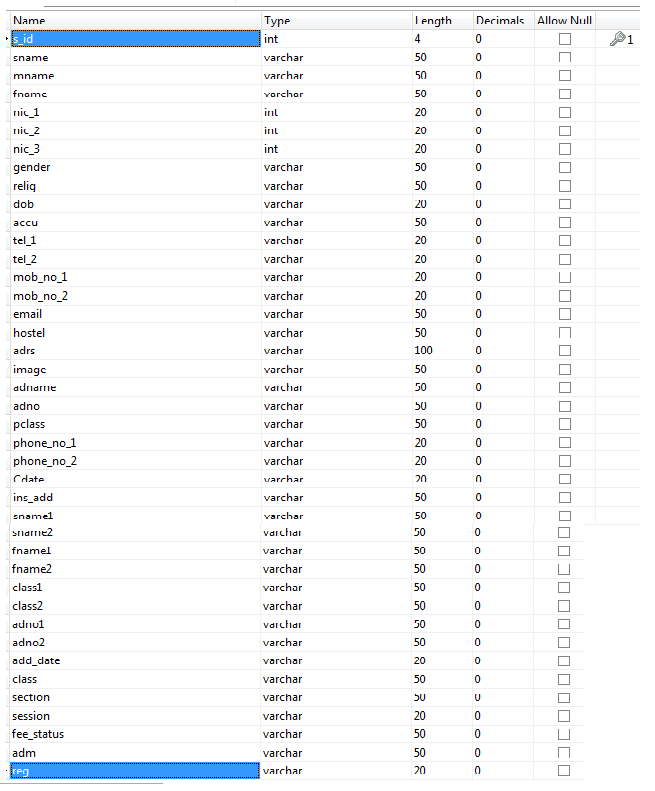 Name Type Length Decimals Allow Null
s_id int 4 0 1
sname varchar 50 0
mname varchar 50 0
fname varchar 50 0
nic_1 int 20 0
nic_2 int 20 0
nic_3 int 20 0
gender varchar 50 0
relig varchar 50 0
dob varchar 20 0
accu varchar 50 0
tel_1 varchar 20 0
tel_2 varchar 20 0
mob_no_1 varchar 20 0
mob_no_2 varchar 20 0
email varchar 50 0
hostel varchar 50 0
adrs varchar 100 0
image varchar 50 0
adname varchar 50 0
adno varchar 50 0
pclass varchar 50 0
phone_no_1 varchar 20 0
phone_no_2 varchar 20 0
Cdate varchar 20 0
ins_add varchar 50 0
sname1 varchar 50 0
sname2 varchar 50 0
fname1 varchar 50 0
fname2 varchar 50 0
class1 varchar 50 0
class2 varchar 50 0
adno1 varchar 50 0
adno2 varchar 50 0
add_date varchar 20 0
class varchar 50 0
section varchar 50 0
session varchar 20 0
fee_status varchar 50 0
adm varchar 50 0
reg varchar 20 0